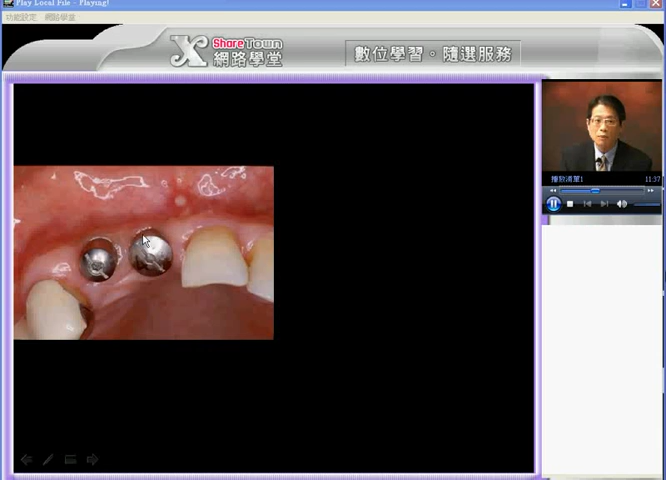 Play Local File - Playing!
功能設定 網路學堂
Share Town
網路學堂
數位學習。隨選服務
播放清單1 11:37